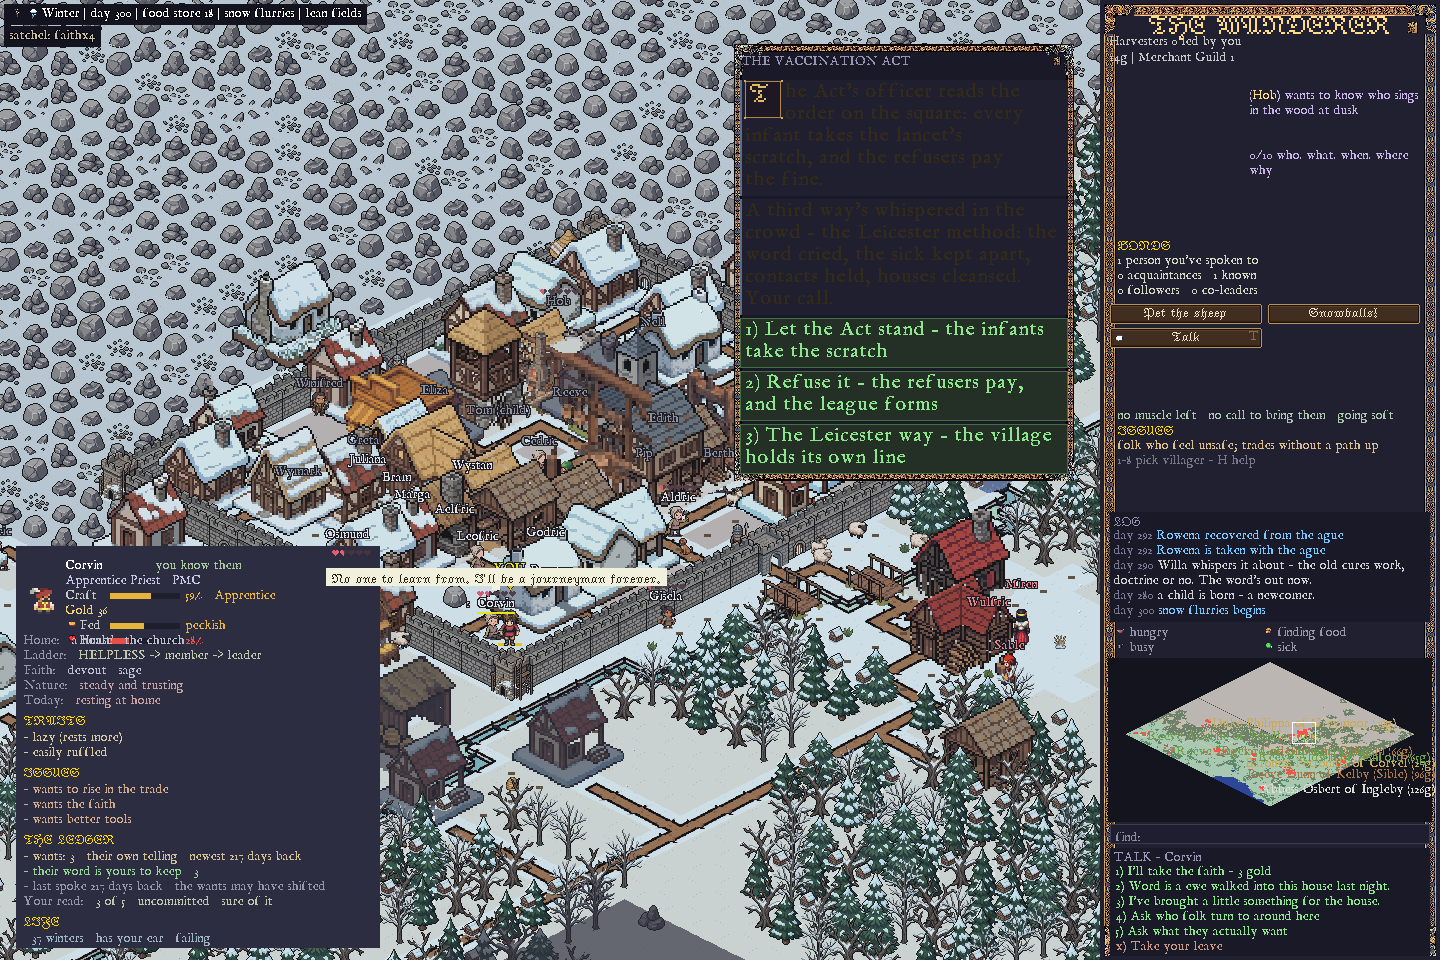 Winter | day 300 | food store 18 | snow flurries | lean fields
satchel: faithx4
THE VACCINATION ACT
The Act's officer reads the
order on the square: every
infant takes the lancet's
scratch, and the refusers pay
the fine.
A third way's whispered in the
crowd - the Leicester method: the
word cried, the sick kept apart,
contacts held, houses cleansed.
Your call.
1) Let the Act stand - the infants
take the scratch
2) Refuse it - the refusers pay,
and the league forms
3) The Leicester way - the village
holds its own line
Hob
Nell
Winifred
Eliza
Reeve
Tom (child)
Edith
Greta
Cedric
Pip
Berth
Juliana
Wystan
Wymark
Bram
Marga
Aldric
Aelfric
Osmund
Leofric
Godric
YOU
No one to learn from. I'll be a journeyman forever.
Corvin
Gisela
Miren
Wulfric
Sable
Corvin
you know them
Apprentice Priest PMC
Craft 59% Apprentice
Gold 36
Fed peckish
Home: the church 28%
Ladder: HELPLESS -> member -> leader
Faith: devout sage
Nature: steady and trusting
Today: resting at home
TRAITS
- lazy (rests more)
- easily ruffled
ISSUES
- wants to rise in the trade
- wants the faith
- wants better tools
THE LEDGER
- wants: 3 their own telling newest 217 days back
- their word is yours to keep 3
- last spoke 217 days back the wants may have shifted
Your read: 3 of 5 uncommitted sure of it
LIFE
37 winters has your ear failing
THE WUNDERER
Harvesters 0 led by you
4g | Merchant Guild 1
(Hob) wants to know who sings
in the wood at dusk
0/10 who. what. when. where
why
BONDS
1 person you've spoken to
0 acquaintances 1 known
0 followers 0 co-leaders
Pet the sheep
Snowballs!
Talk T
no muscle left no call to bring them going soft
ISSUES
folk who feel unsafe; trades without a path up
1-8 pick villager - H help
LOG
day 292 Rowena recovered from the ague
day 292 Rowena is taken with the ague
day 290 Willa whispers it about - the old cures work,
doctrine or no. The word's out now.
day 280 a child is born - a newcomer.
day 300 snow flurries begins
hungry
finding food
busy
sick
of Kelby (Sible) (96g)
Osbert of Ingleby (126g)
find:
TALK - Corvin
1) I'll take the faith - 3 gold
2) Word is a ewe walked into this house last night.
3) I've brought a little something for the house.
4) Ask who folk turn to around here
5) Ask what they actually want
x) Take your leave